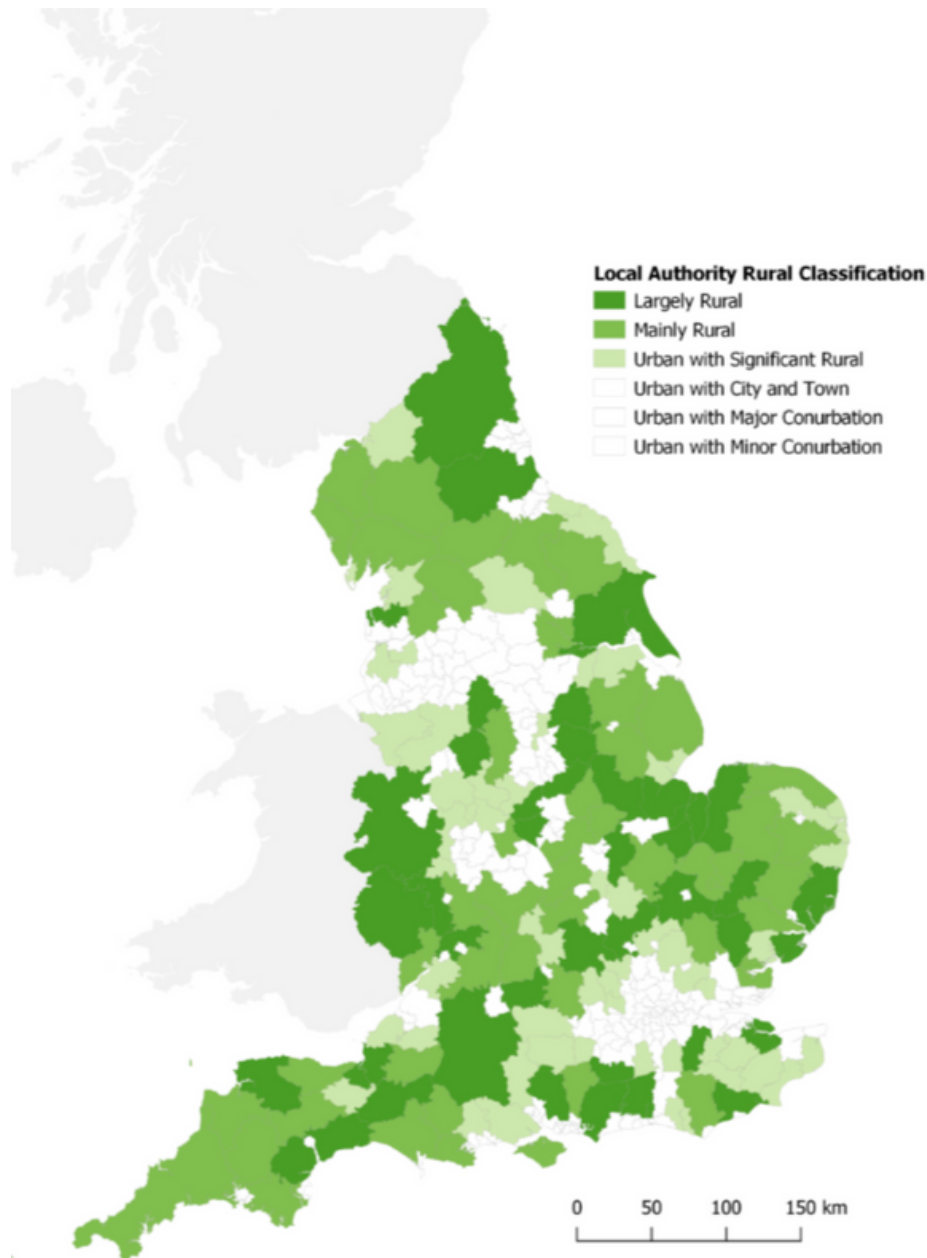 Local Authority Rural Classification
Largely Rural
Mainly Rural
Urban with Significant Rural
Urban with City and Town
Urban with Major Conurbation
Urban with Minor Conurbation
0 50 100 150 km